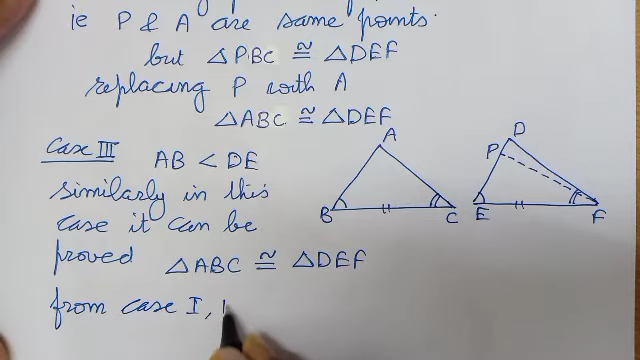 ie P & A are same points.
but △PBC ≅ △DEF
replacing P with A
△ABC ≅ △DEF
Case III AB < DE
similarly in this
case it can be
proved △ABC ≅ △DEF
from case I,
A
B
C
D
P
E
F